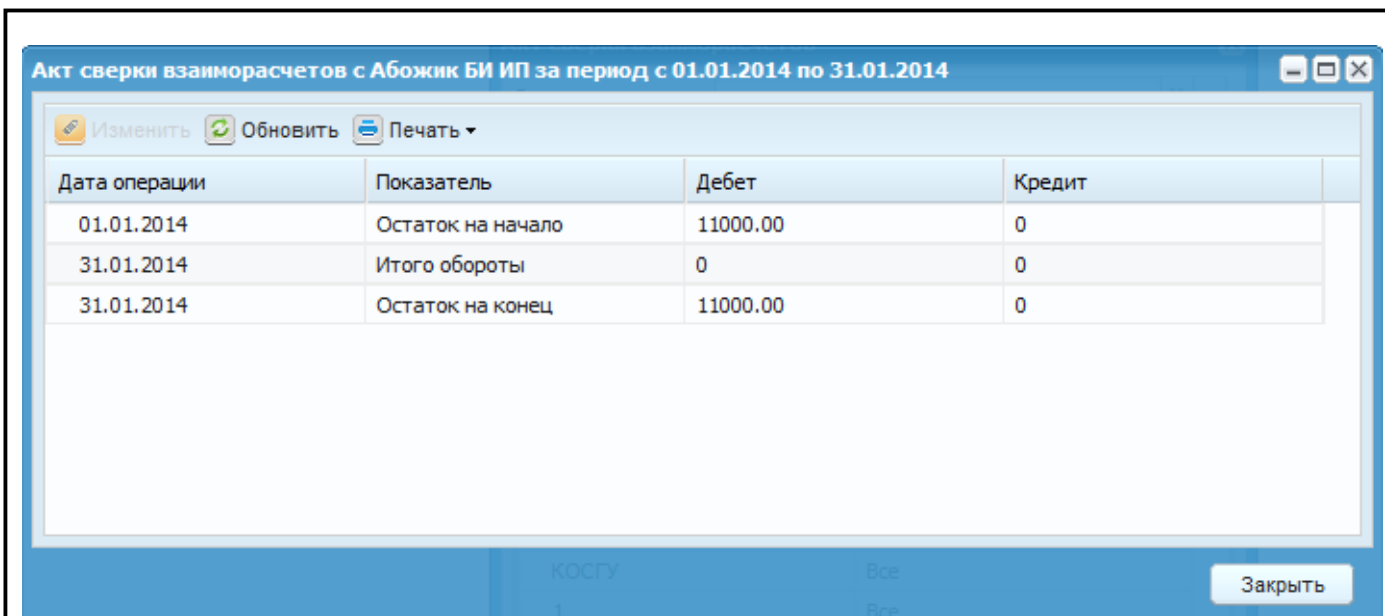 Акт сверки взаиморасчетов с Абожик БИ ИП за период с 01.01.2014 по 31.01.2014
Изменить Обновить Печать
Дата операции Показатель Дебет Кредит
01.01.2014 Остаток на начало 11000.00 0
31.01.2014 Итого обороты 0 0
31.01.2014 Остаток на конец 11000.00 0
КОСГУ Все
1 Все
Закрыть